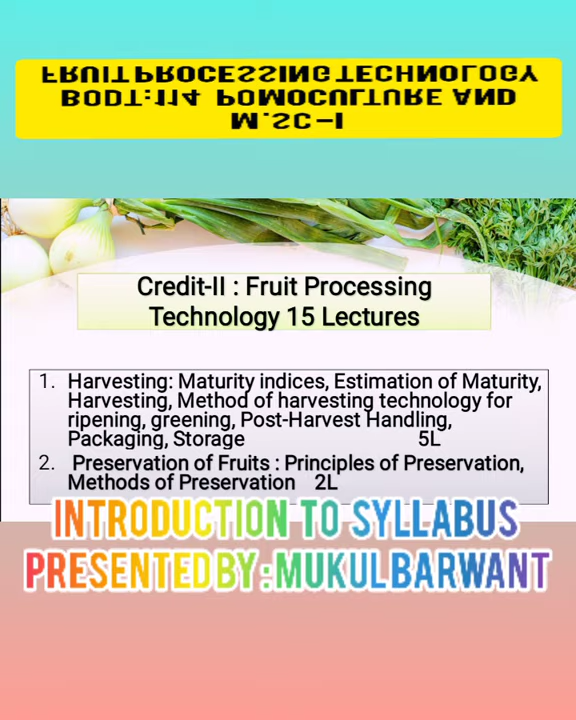 M.SC-I
BODT:114 POMOCULTURE AND
FRUIT PROCESSING TECHNOLOGY
Credit-II : Fruit Processing
Technology 15 Lectures
1. Harvesting: Maturity indices, Estimation of Maturity,
Harvesting, Method of harvesting technology for
ripening, greening, Post-Harvest Handling,
Packaging, Storage 5L
2. Preservation of Fruits : Principles of Preservation,
Methods of Preservation 2L
INTRODUCTION TO SYLLABUS
PRESENTED BY : MUKUL BARWANT